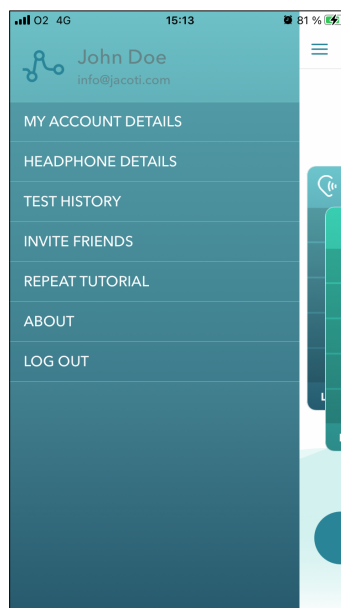 O2 4G 15:13 81 %
John Doe
info@jacoti.com
MY ACCOUNT DETAILS
HEADPHONE DETAILS
TEST HISTORY
INVITE FRIENDS
REPEAT TUTORIAL
ABOUT
LOG OUT
L